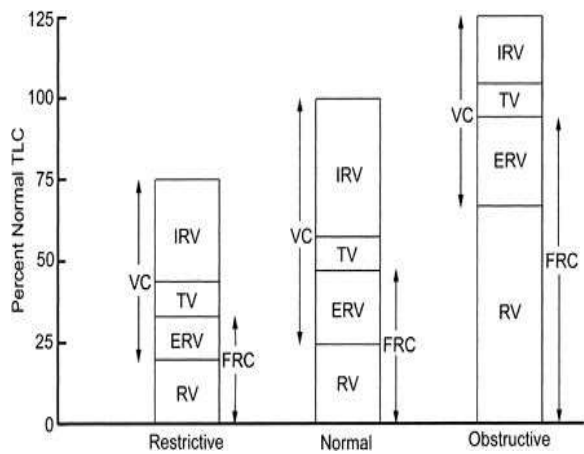 Percent Normal TLC
125
100
75
50
25
0
VC
IRV
TV
ERV
RV
FRC
Restrictive
VC
IRV
TV
ERV
RV
FRC
Normal
VC
IRV
TV
ERV
RV
FRC
Obstructive